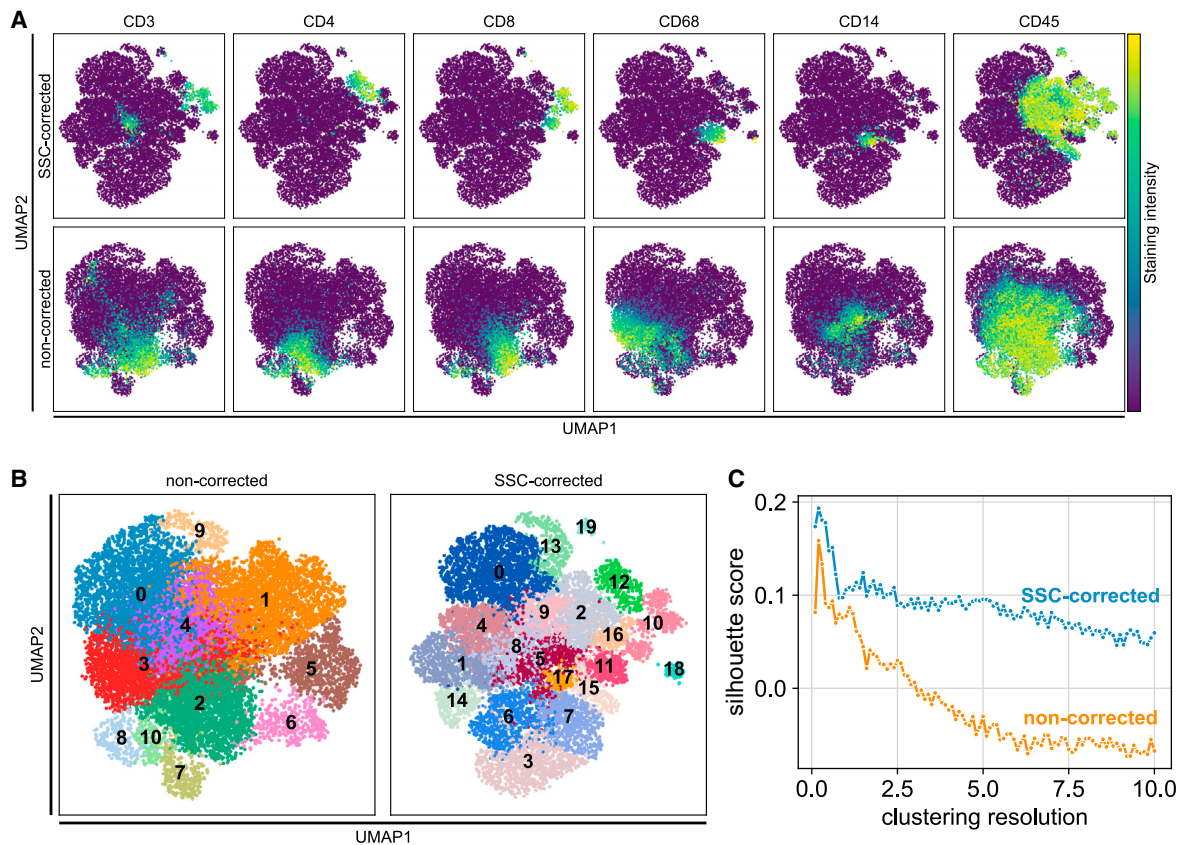 A
CD3 CD4 CD8 CD68 CD14 CD45
SSC-corrected
non-corrected
UMAP2
UMAP1
Staining intensity
B
non-corrected
SSC-corrected
UMAP2
9
0
1
4
3
5
2
6
8
10
7
19
13
0
12
9
2
10
4
16
8
1
5
11
18
17
15
14
6
7
3
UMAP1
C
0.2
0.1
0.0
silhouette score
SSC-corrected
non-corrected
0.0 2.5 5.0 7.5 10.0
clustering resolution